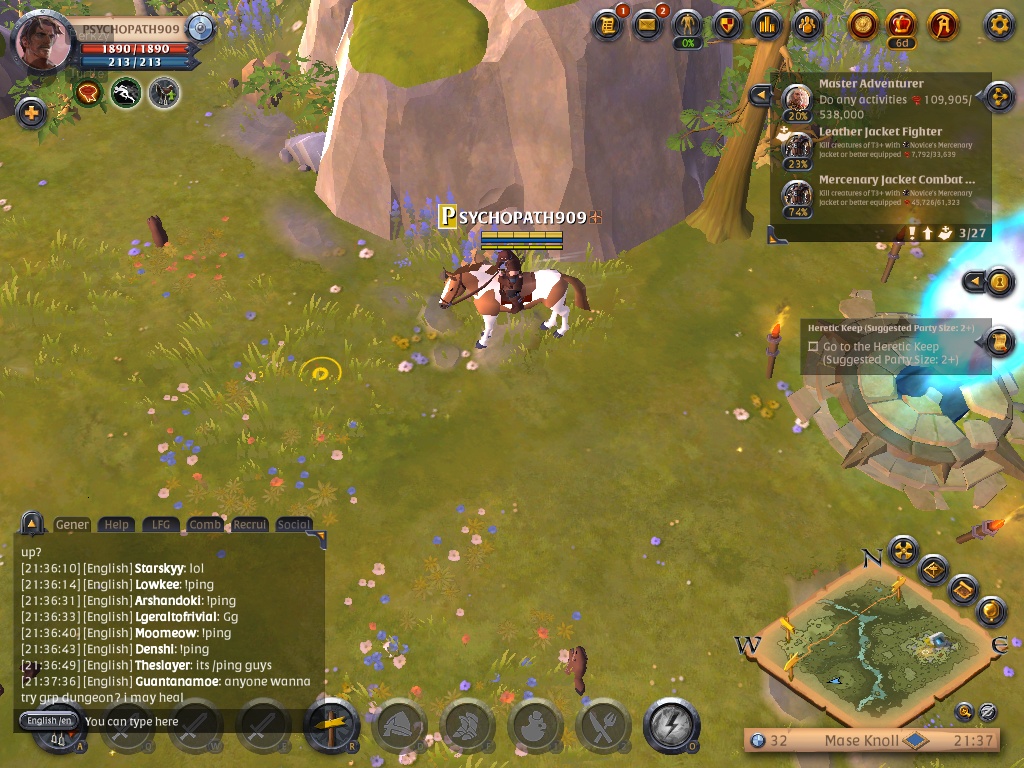 PSYCHOPATH909
1890 / 1890
213 / 213
1
2
0%
6d
Master Adventurer
Do any activities 109,905/
538,000
20%
Leather Jacket Fighter
Kill creatures of T3+ with Novice's Mercenary
Jacket or better equipped 7,792/33,639
23%
Mercenary Jacket Combat ...
Kill creatures of T3+ with Novice's Mercenary
Jacket or better equipped 45,726/61,323
74%
3/27
PSYCHOPATH909
Heretic Keep (Suggested Party Size: 2+)
Go to the Heretic Keep
(Suggested Party Size: 2+)
Gener Help LFG Comb Recrui Social
up?
[21:36:10] [English] Starskyy: lol
[21:36:14] [English] Lowkee: !ping
[21:36:31] [English] Arshandoki: !ping
[21:36:33] [English] Lgeraltofrivial: Gg
[21:36:40] [English] Moomeow: !ping
[21:36:43] [English] Denshi: !ping
[21:36:49] [English] Theslayer: its /ping guys
[21:37:36] [English] Guantanamoe: anyone wanna
try grp dungeon? i may heal
English /en You can type here
A Q W E R D F 1 2 O
N
W E
32 Mase Knoll 21:37